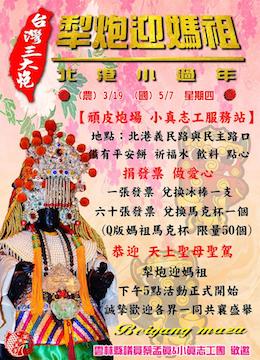 台灣三大炮
犁炮迎媽祖
北港小過年
(農) 3/19 (國) 5/7 星期四
【頑皮炮場 小真志工服務站】
地點：北港義民路與民主路口
備有平安餅 祈福水 飲料 點心
捐發票 做愛心
一張發票 兌換冰棒一支
六十張發票 兌換馬克杯一個
(Q版媽祖馬克杯 限量50個)
恭迎 天上聖母聖駕
犁炮迎媽祖
下午5點活動正式開始
誠摯歡迎各界一同共襄盛舉
Beigang mazu
雲林縣議員蔡孟真&小真志工團 歡迎